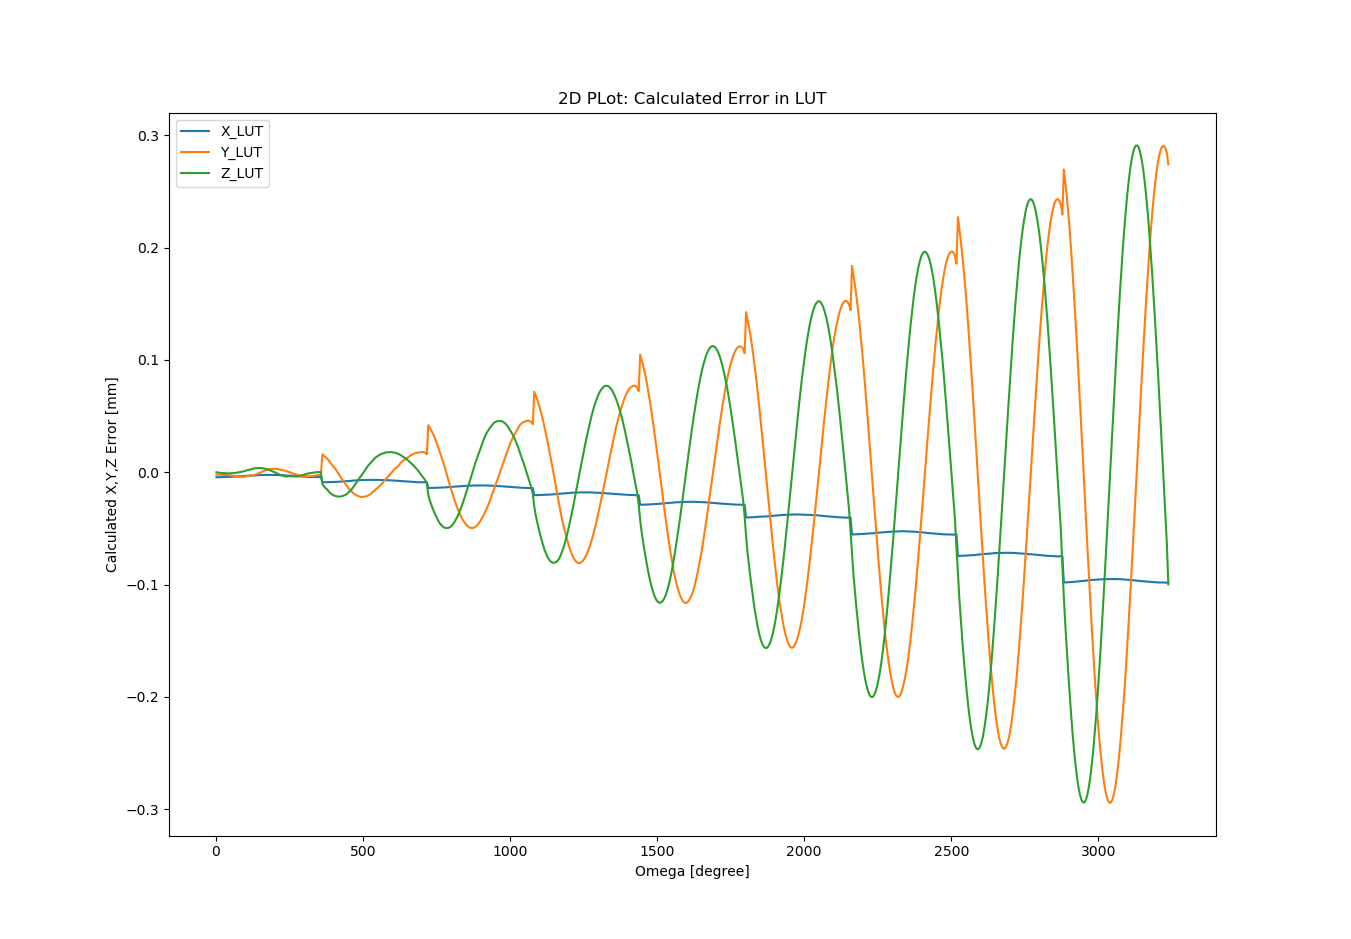 2D PLot: Calculated Error in LUT
X_LUT
Y_LUT
Z_LUT
Calculated X,Y,Z Error [mm]
0.3
0.2
0.1
0.0
−0.1
−0.2
−0.3
0 500 1000 1500 2000 2500 3000
Omega [degree]